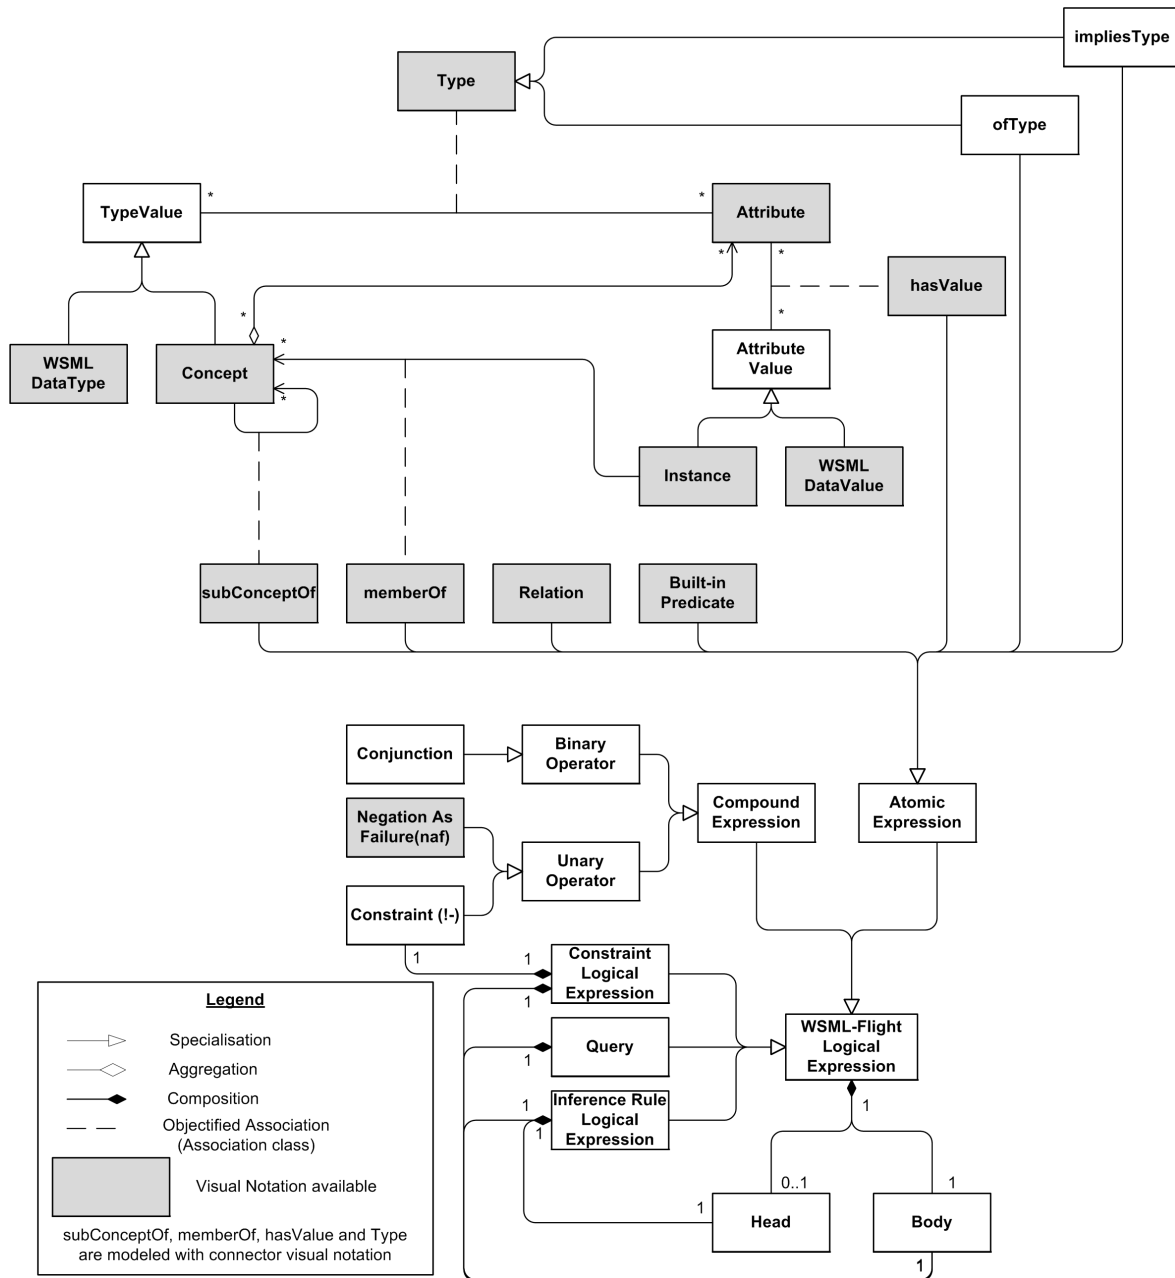 impliesType
Type
ofType
TypeValue
*
*
Attribute
*
*
hasValue
*
*
*
WSML
DataType
Concept
*
Attribute
Value
Instance
WSML
DataValue
subConceptOf
memberOf
Relation
Built-in
Predicate
Conjunction
Binary
Operator
Compound
Expression
Atomic
Expression
Negation As
Failure(naf)
Unary
Operator
Constraint (!-)
1
1
Constraint
Logical
Expression
1
Query
1
WSML-Flight
Logical
Expression
1
1
Inference Rule
Logical
Expression
1
0..1
1
1
Head
Body
1
Legend
Specialisation
Aggregation
Composition
Objectified Association
(Association class)
Visual Notation available
subConceptOf, memberOf, hasValue and Type
are modeled with connector visual notation